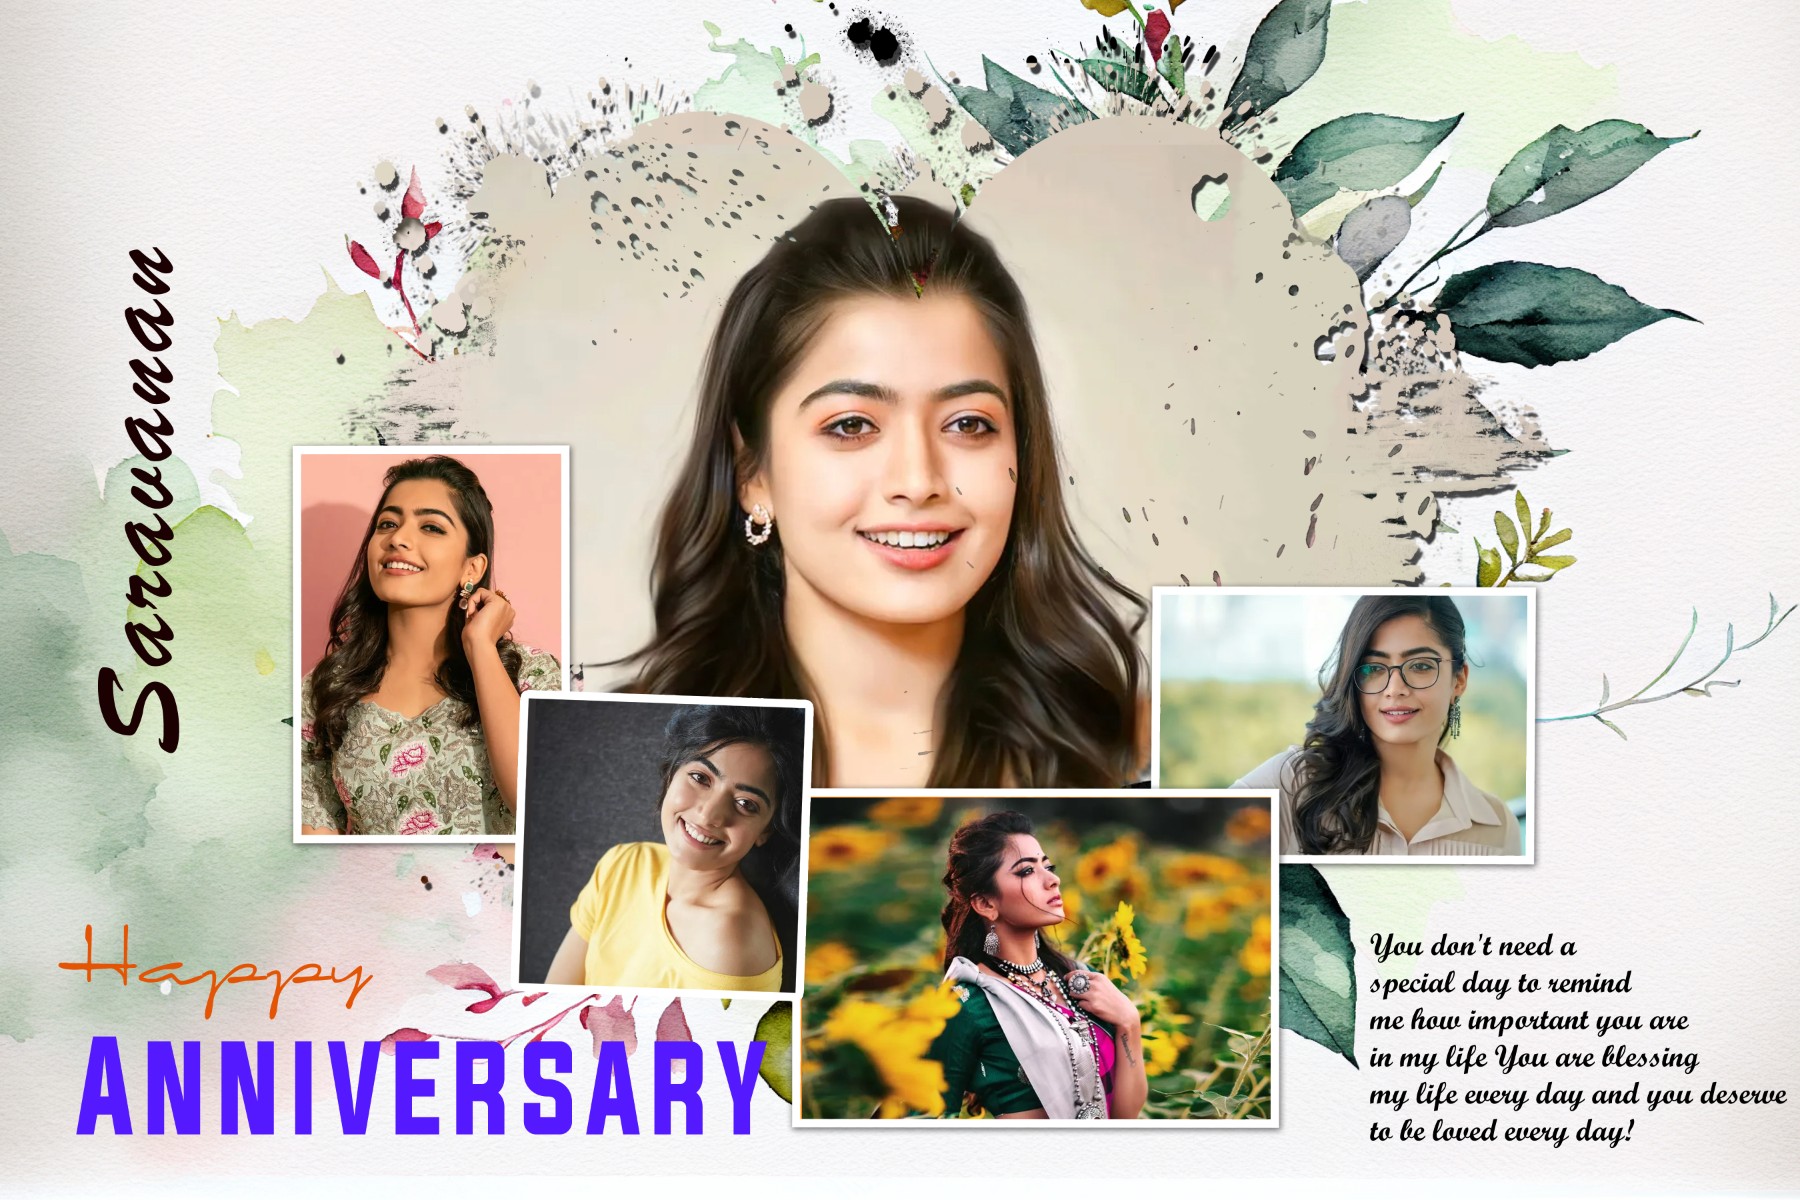 Saravanan
Happy
ANNIVERSARY
You don't need a
special day to remind
me how important you are
in my life You are blessing
my life every day and you deserve
to be loved every day!